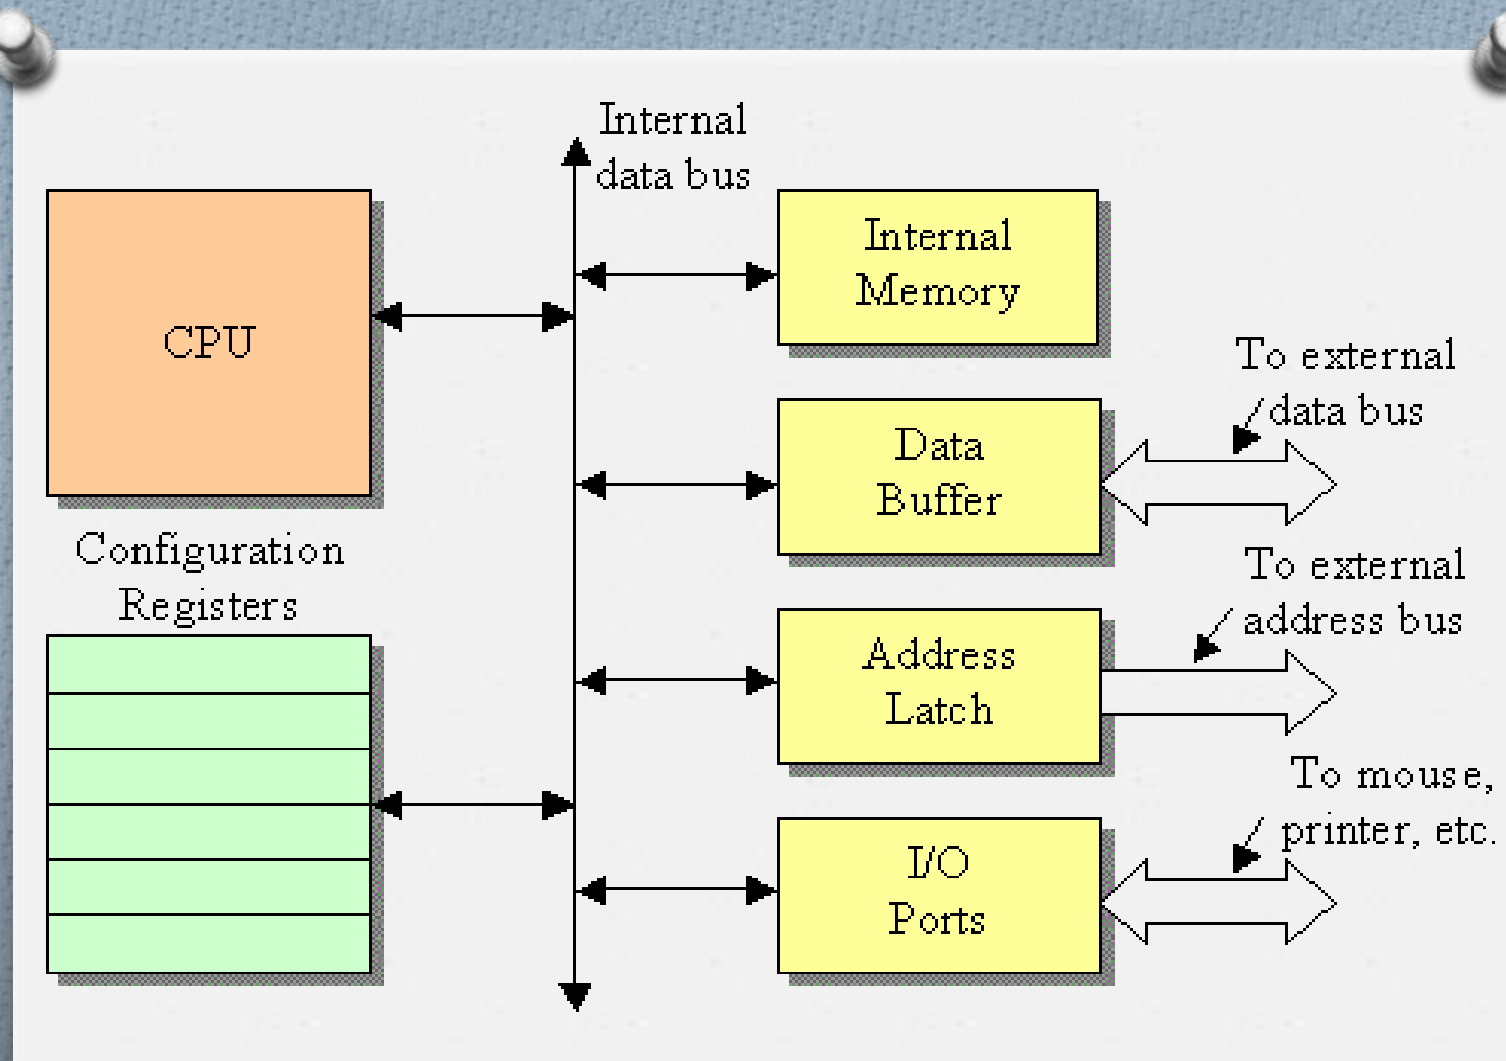 Internal
data bus
CPU
Configuration
Registers
Internal
Memory
Data
Buffer
To external
data bus
Address
Latch
To external
address bus
I/O
Ports
To mouse,
printer, etc.